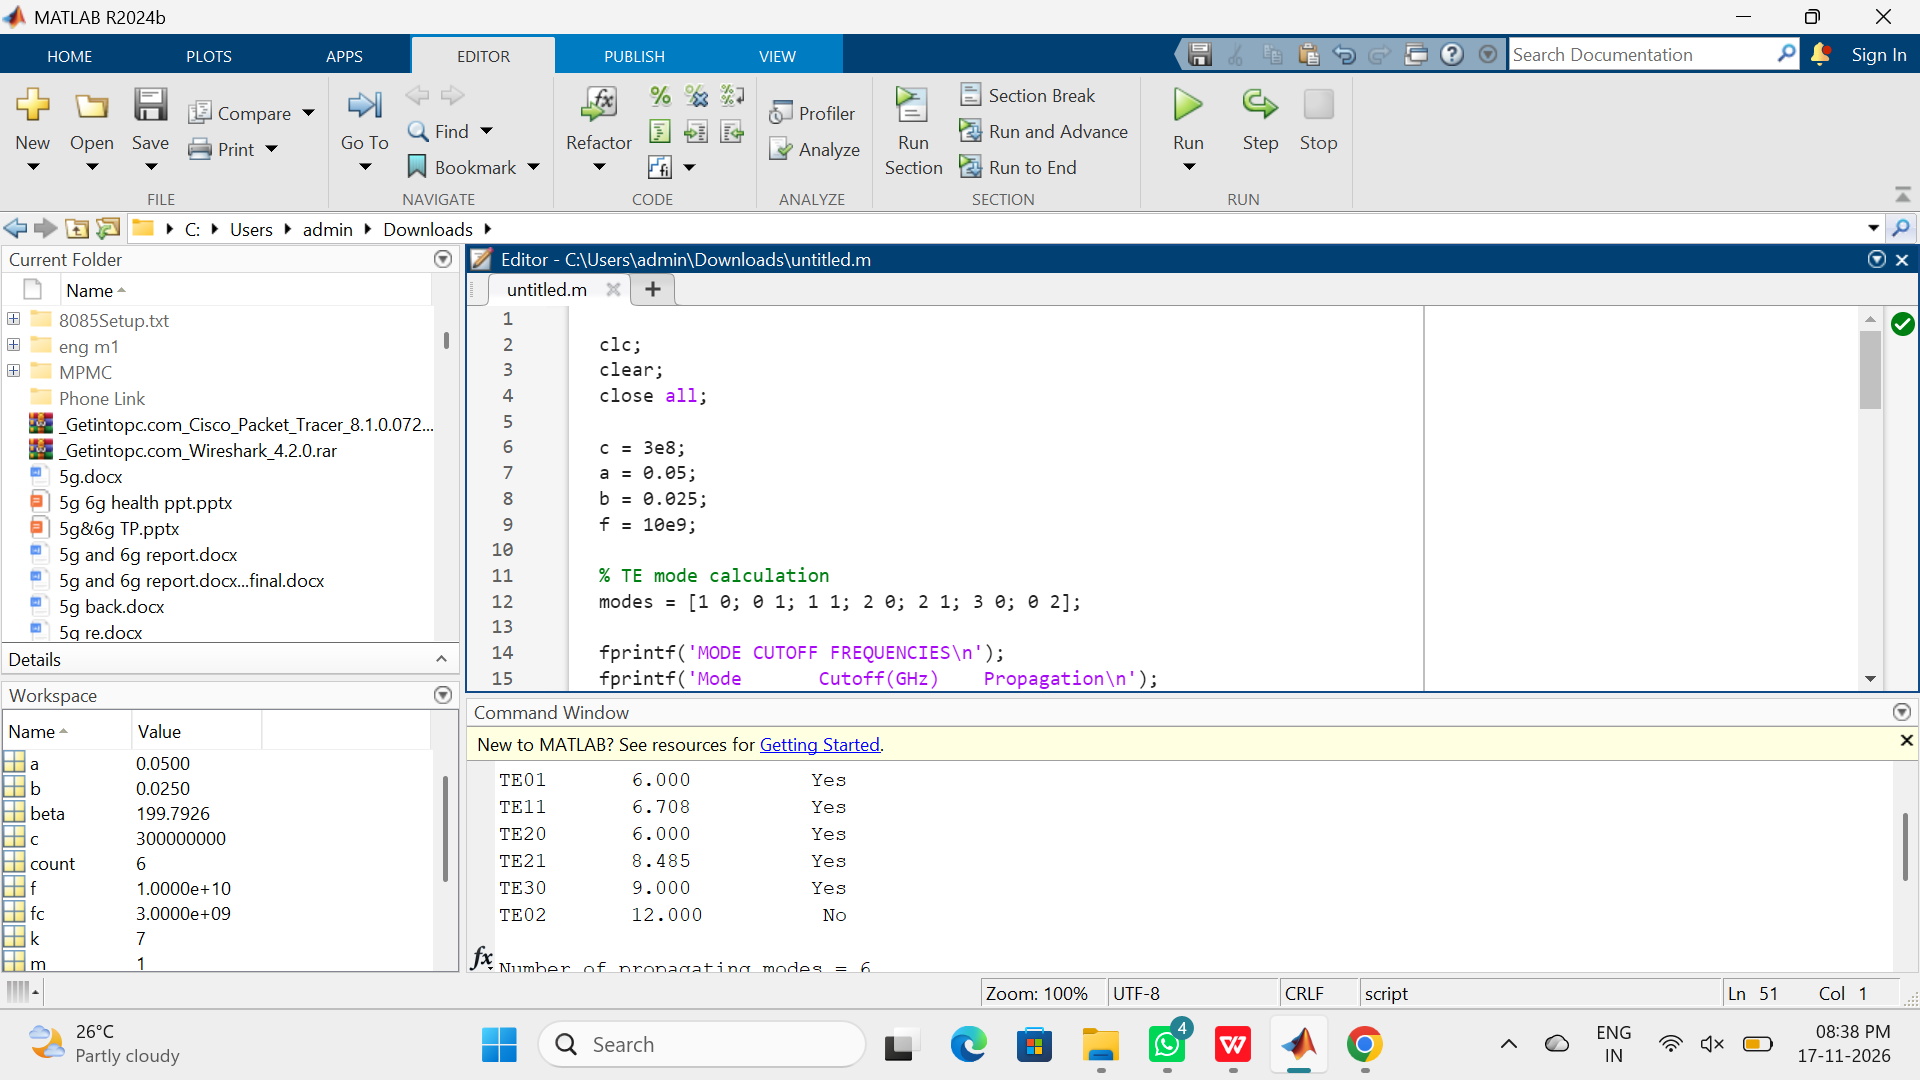 MATLAB R2024b
HOME PLOTS APPS EDITOR PUBLISH VIEW Search Documentation Sign In
New Open Save Compare Print FILE
Go To Find Bookmark NAVIGATE
Refactor CODE
Profiler Analyze ANALYZE
Run Section Section Break Run and Advance Run to End SECTION
Run Step Stop RUN
C: Users admin Downloads
Current Folder
Name
8085Setup.txt
eng m1
MPMC
Phone Link
_Getintopc.com_Cisco_Packet_Tracer_8.1.0.072...
_Getintopc.com_Wireshark_4.2.0.rar
5g.docx
5g 6g health ppt.pptx
5g&6g TP.pptx
5g and 6g report.docx
5g and 6g report.docx...final.docx
5g back.docx
5g re.docx
Details
Workspace
Name Value
a 0.0500
b 0.0250
beta 199.7926
c 300000000
count 6
f 1.0000e+10
fc 3.0000e+09
k 7
m 1
Editor - C:\Users\admin\Downloads\untitled.m
untitled.m
1
2 clc;
3 clear;
4 close all;
5
6 c = 3e8;
7 a = 0.05;
8 b = 0.025;
9 f = 10e9;
10
11 % TE mode calculation
12 modes = [1 0; 0 1; 1 1; 2 0; 2 1; 3 0; 0 2];
13
14 fprintf('MODE CUTOFF FREQUENCIES\n');
15 fprintf('Mode Cutoff(GHz) Propagation\n');
Command Window
New to MATLAB? See resources for Getting Started.
TE01 6.000 Yes
TE11 6.708 Yes
TE20 6.000 Yes
TE21 8.485 Yes
TE30 9.000 Yes
TE02 12.000 No
fx Number of propagating modes = 6
Zoom: 100% UTF-8 CRLF script Ln 51 Col 1
26°C
Partly cloudy
Search
4
ENG
IN
08:38 PM
17-11-2026